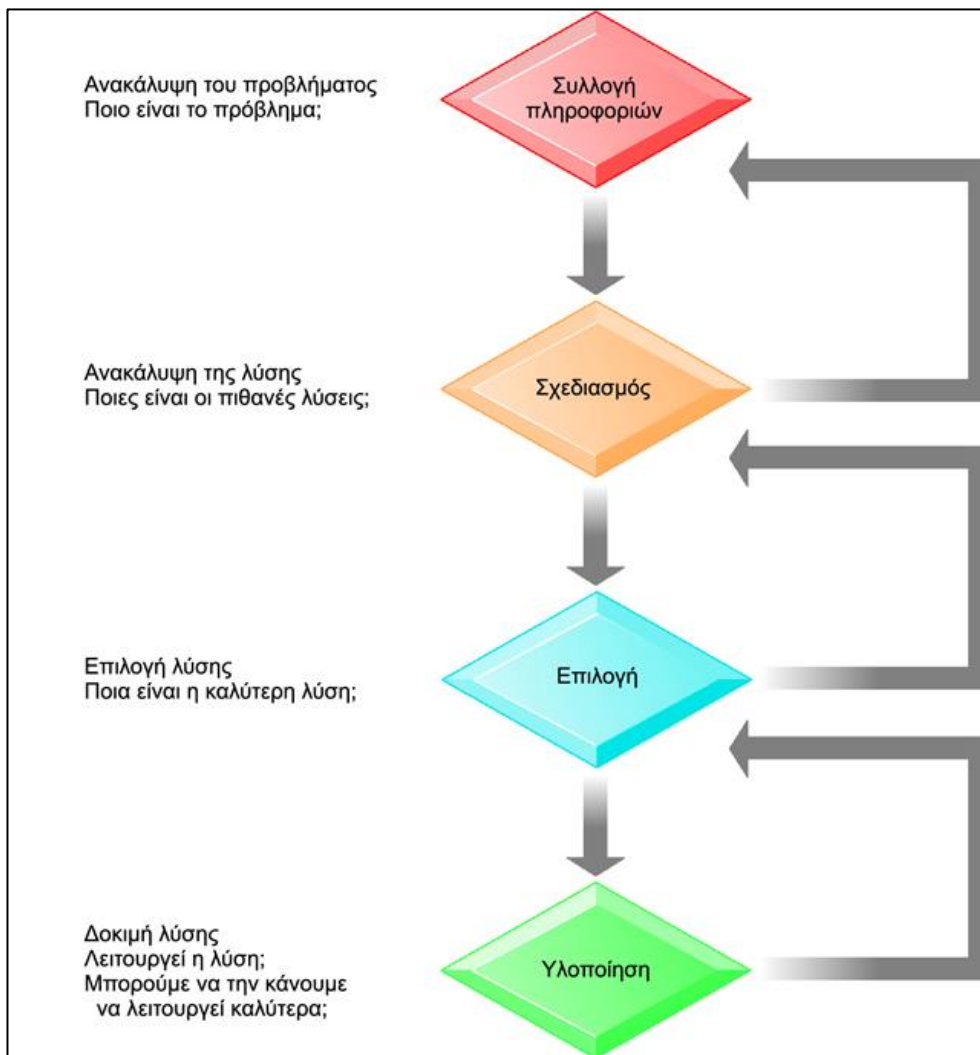 Ανακάλυψη του προβλήματος
Ποιο είναι το πρόβλημα;
Συλλογή
πληροφοριών
Ανακάλυψη της λύσης
Ποιες είναι οι πιθανές λύσεις;
Σχεδιασμός
Επιλογή λύσης
Ποια είναι η καλύτερη λύση;
Επιλογή
Δοκιμή λύσης
Λειτουργεί η λύση;
Μπορούμε να την κάνουμε
να λειτουργεί καλύτερα;
Υλοποίηση